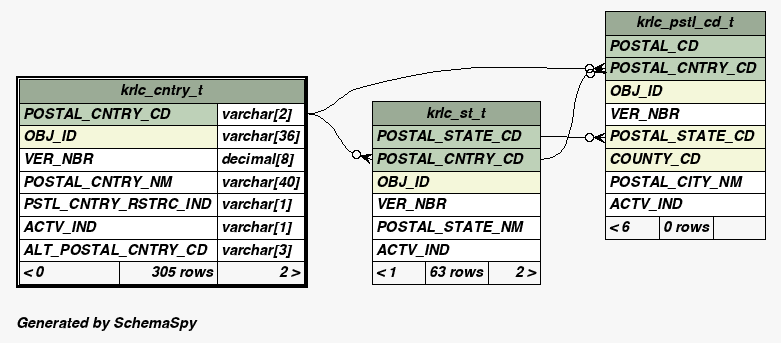 krlc_cntry_t
POSTAL_CNTRY_CD varchar[2]
OBJ_ID varchar[36]
VER_NBR decimal[8]
POSTAL_CNTRY_NM varchar[40]
PSTL_CNTRY_RSTRC_IND varchar[1]
ACTV_IND varchar[1]
ALT_POSTAL_CNTRY_CD varchar[3]
< 0 305 rows 2 >
krlc_st_t
POSTAL_STATE_CD
POSTAL_CNTRY_CD
OBJ_ID
VER_NBR
POSTAL_STATE_NM
ACTV_IND
< 1 63 rows 2 >
krlc_pstl_cd_t
POSTAL_CD
POSTAL_CNTRY_CD
OBJ_ID
VER_NBR
POSTAL_STATE_CD
COUNTY_CD
POSTAL_CITY_NM
ACTV_IND
< 6 0 rows
Generated by SchemaSpy